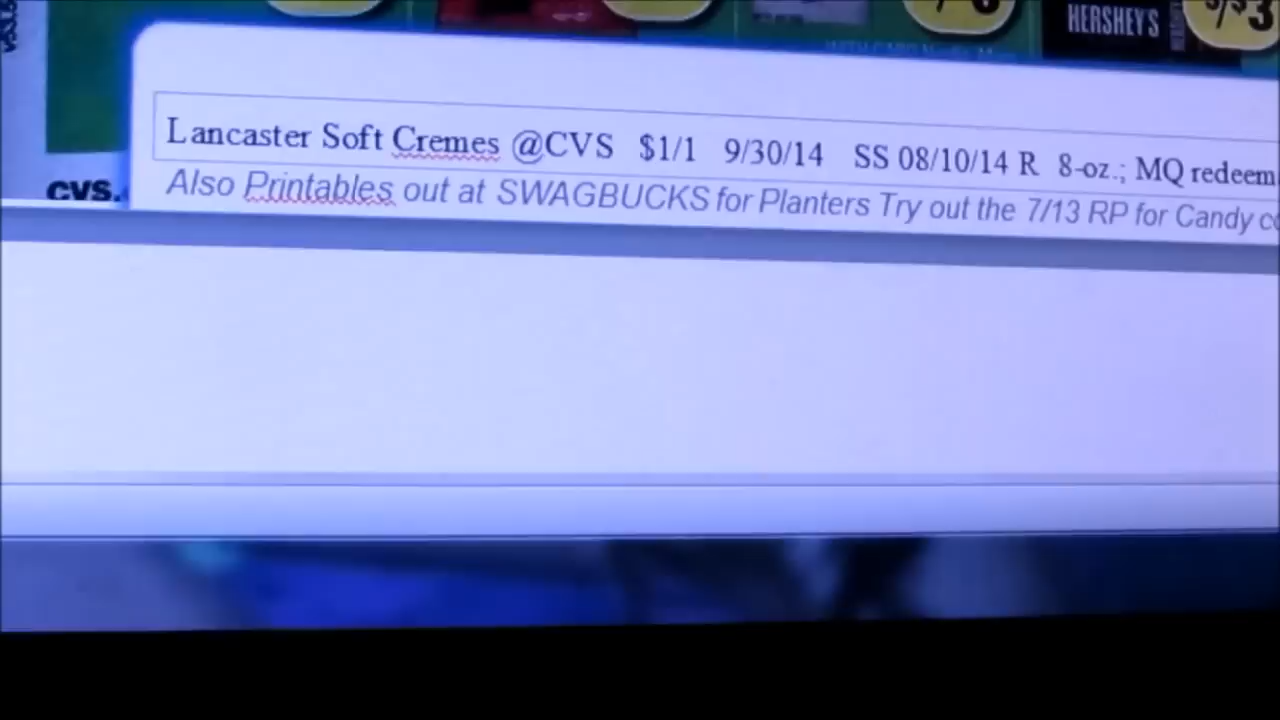 HERSHEY'S
Lancaster Soft Cremes @CVS $1/1 9/30/14 SS 08/10/14 R 8-oz.; MQ redeem
Also Printables out at SWAGBUCKS for Planters Try out the 7/13 RP for Candy
cvs.